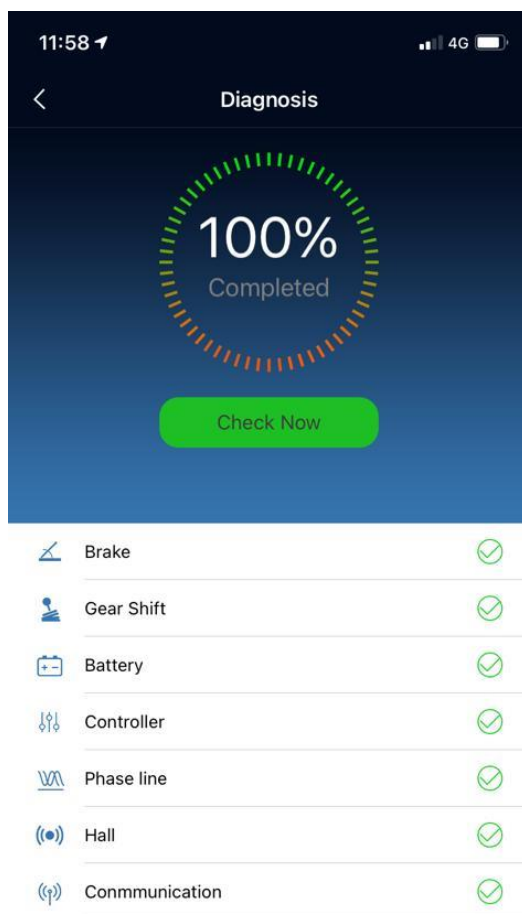 11:58 4G
Diagnosis
100%
Completed
Check Now
Brake
Gear Shift
Battery
Controller
Phase line
Hall
Conmmunication